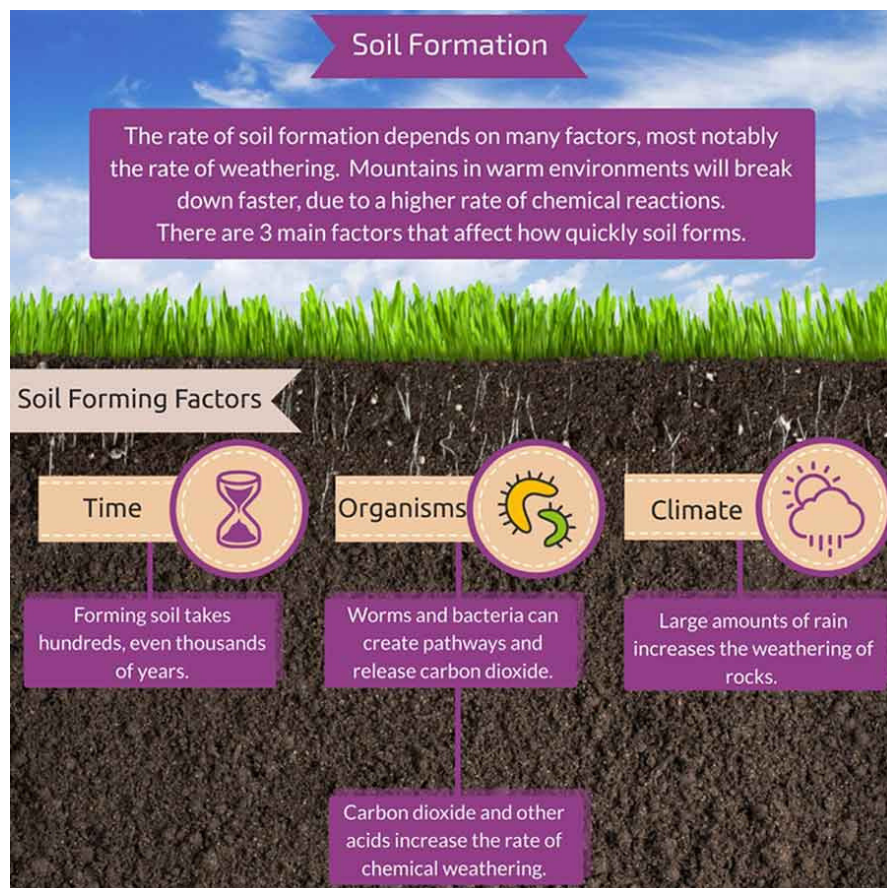 Soil Formation
The rate of soil formation depends on many factors, most notably
the rate of weathering. Mountains in warm environments will break
down faster, due to a higher rate of chemical reactions.
There are 3 main factors that affect how quickly soil forms.
Soil Forming Factors
Time
Forming soil takes
hundreds, even thousands
of years.
Organisms
Worms and bacteria can
create pathways and
release carbon dioxide.
Carbon dioxide and other
acids increase the rate of
chemical weathering.
Climate
Large amounts of rain
increases the weathering of
rocks.